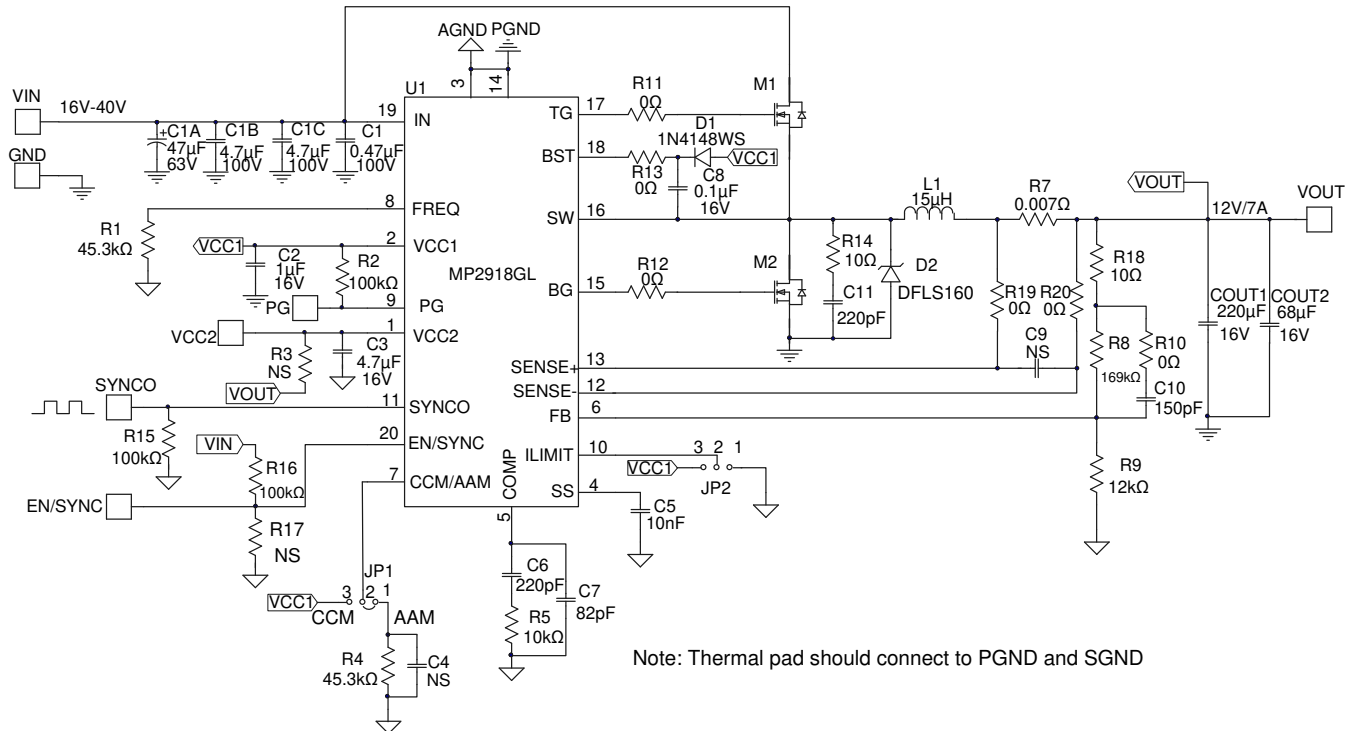 AGND
PGND
3
14
U1
VIN
16V-40V
19
IN
+
C1A
47µF
63V
C1B
4.7µF
100V
C1C
4.7µF
100V
C1
0.47µF
100V
GND
R1
45.3kΩ
8
FREQ
VCC1
2
VCC1
C2
1µF
16V
R2
100kΩ
MP2918GL
PG
9
PG
VCC2
1
VCC2
R3
NS
C3
4.7µF
16V
VOUT
SYNCO
11
SYNCO
R15
100kΩ
VIN
20
EN/SYNC
R16
100kΩ
7
CCM/AAM
EN/SYNC
R17
NS
JP1
VCC1
3
2
1
CCM
AAM
R4
45.3kΩ
C4
NS
COMP
5
C6
220pF
C7
82pF
R5
10kΩ
TG
17
R11
0Ω
M1
D1
1N4148WS
BST
18
VCC1
R13
0Ω
C8
0.1µF
16V
SW
16
L1
15µH
R7
0.007Ω
VOUT
12V/7A
VOUT
R14
10Ω
D2
DFLS160
C11
220pF
BG
15
R12
0Ω
M2
R19
0Ω
R20
0Ω
R18
10Ω
COUT1
220µF
16V
COUT2
68µF
16V
C9
NS
R8
169kΩ
R10
0Ω
C10
150pF
SENSE+
13
SENSE-
12
FB
6
ILIMIT
10
VCC1
3
2
1
JP2
R9
12kΩ
SS
4
C5
10nF
Note: Thermal pad should connect to PGND and SGND